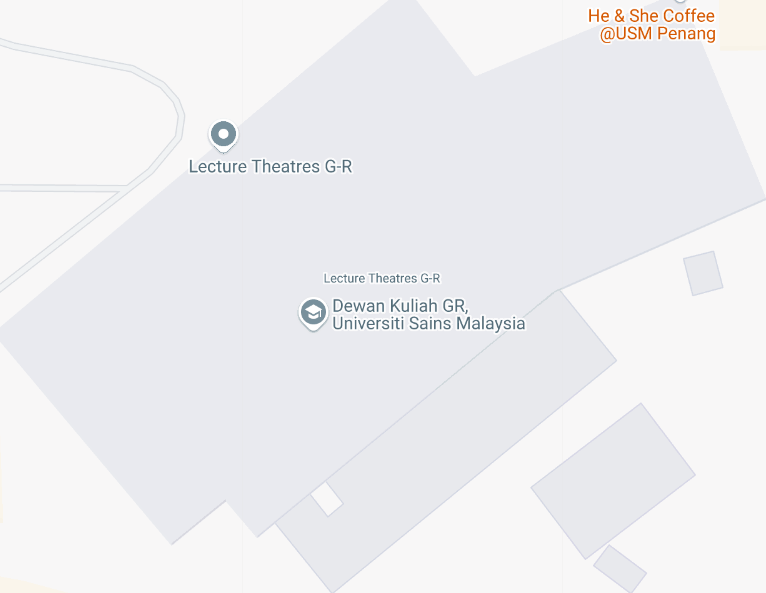 He & She Coffee
@USM Penang
Lecture Theatres G-R
Lecture Theatres G-R
Dewan Kuliah GR,
Universiti Sains Malaysia